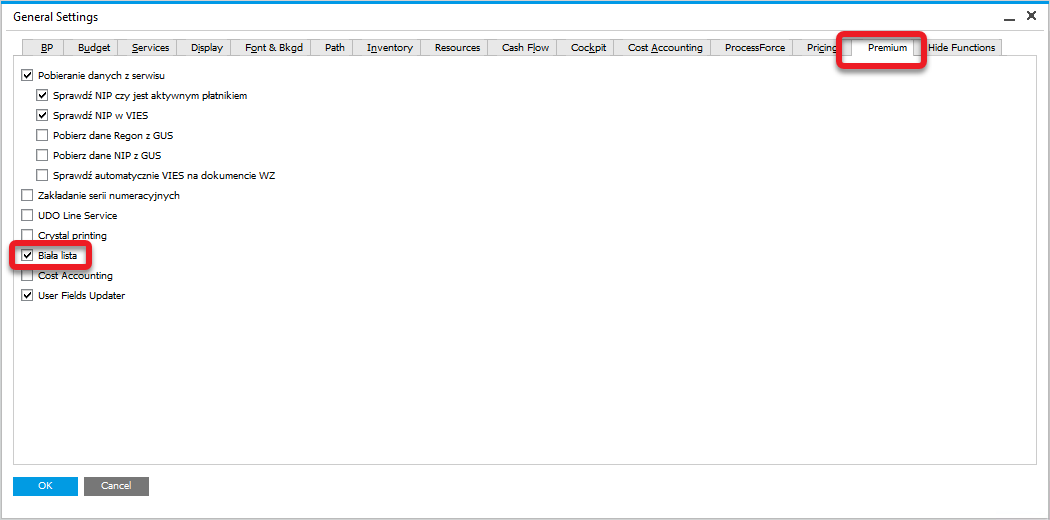 General Settings
BP Budget Services Display Font & Bkgd Path Inventory Resources Cash Flow Cockpit Cost Accounting ProcessForce Pricing Premium Hide Functions
Pobieranie danych z serwisu
Sprawdź NIP czy jest aktywnym płatnikiem
Sprawdź NIP w VIES
Pobierz dane Regon z GUS
Pobierz dane NIP z GUS
Sprawdź automatycznie VIES na dokumencie WZ
Zakładanie serii numeracyjnych
UDO Line Service
Crystal printing
Biała lista
Cost Accounting
User Fields Updater
OK Cancel